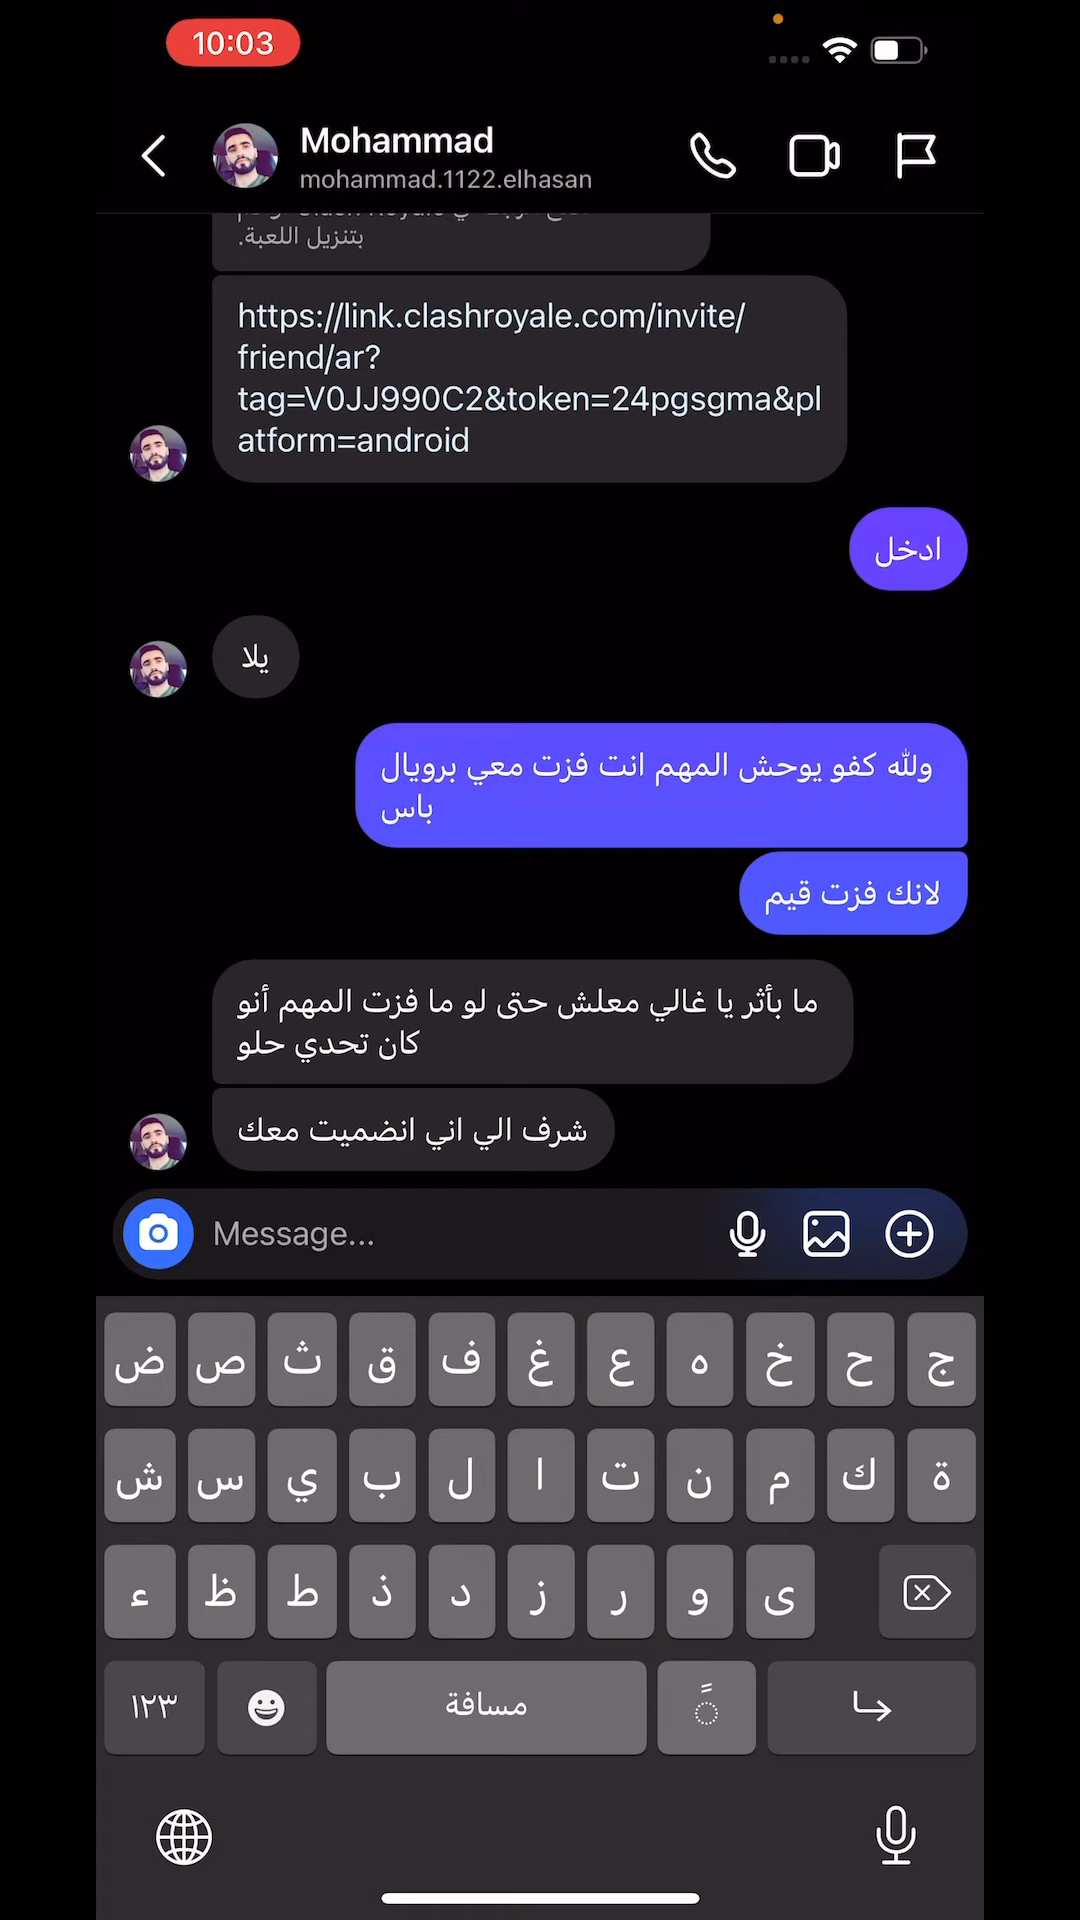 10:03
Mohammad
mohammad.1122.elhasan
بتنزيل اللعبة.
https://link.clashroyale.com/invite/
friend/ar?
tag=V0JJ990C2&token=24pgsgma&pl
atform=android
ادخل
يلا
ولله كفو يوحش المهم انت فزت معي برويال
باس
لانك فزت قيم
ما بأثر يا غالي معلش حتى لو ما فزت المهم أنو
كان تحدي حلو
شرف الي اني انضميت معك
Message...
ض ص ث ق ف غ ع ه خ ح ج
ش س ي ب ل ا ت ن م ك ة
ء ظ ط ذ د ز ر و ى
١٢٣ مسافة